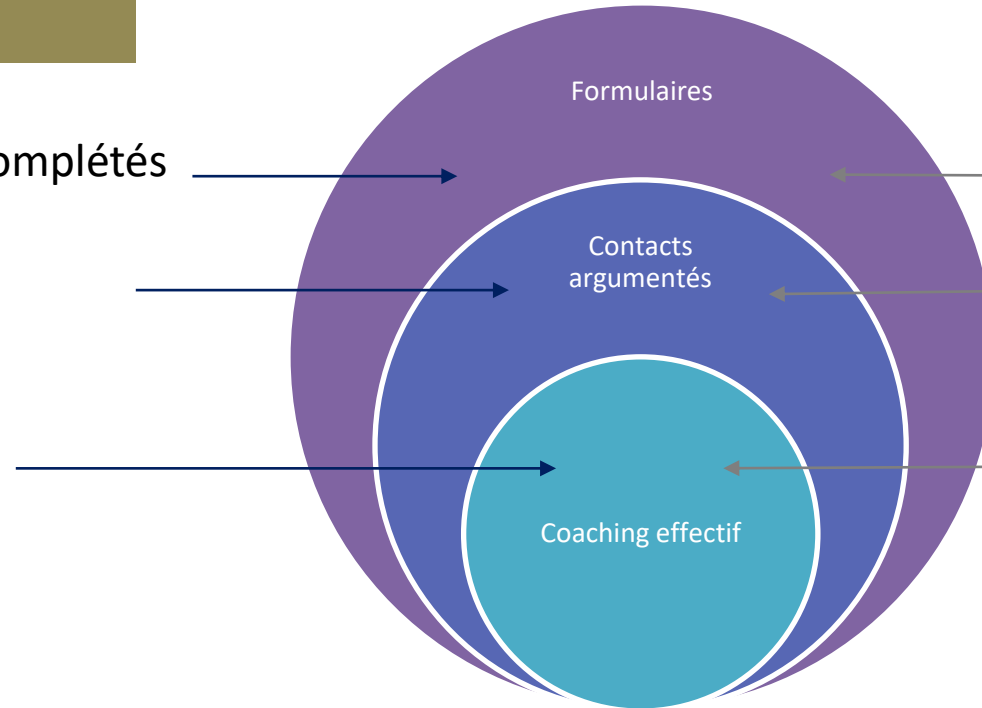 Formulaires
omplétés
Contacts
argumentés
Coaching effectif